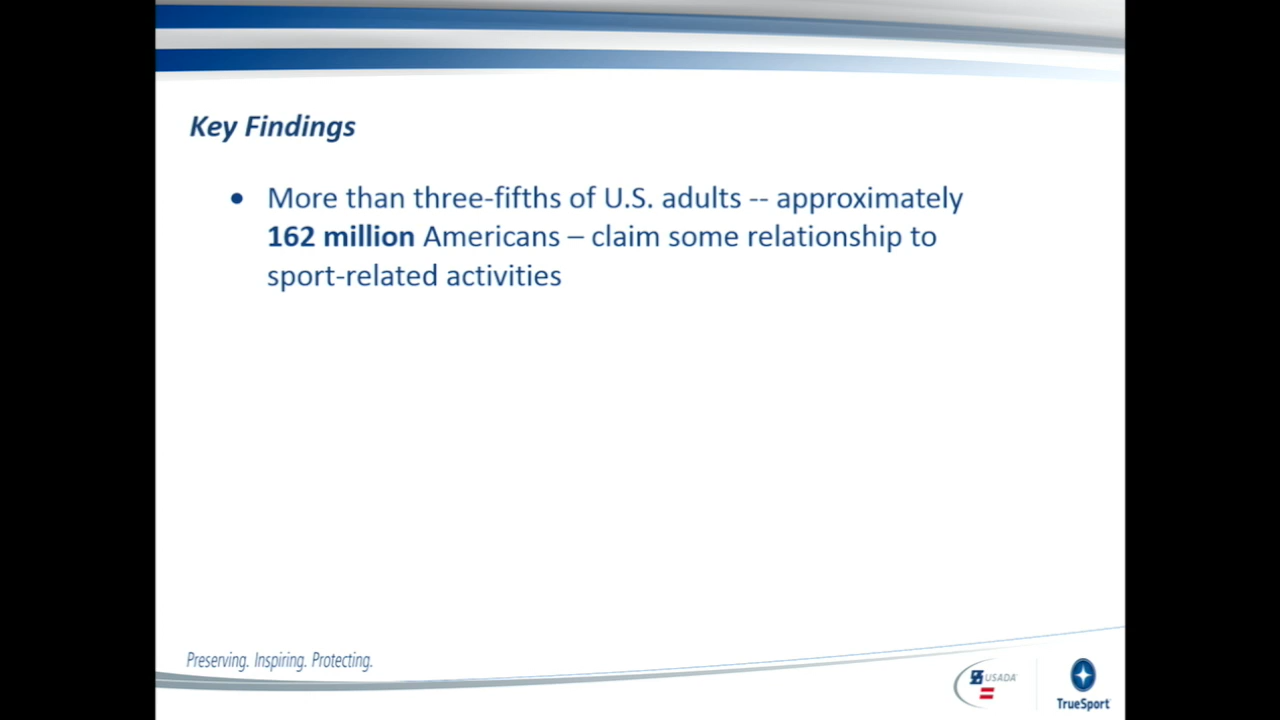 Key Findings
• More than three-fifths of U.S. adults -- approximately
162 million Americans – claim some relationship to
sport-related activities
Preserving. Inspiring. Protecting.
USADA
TrueSport